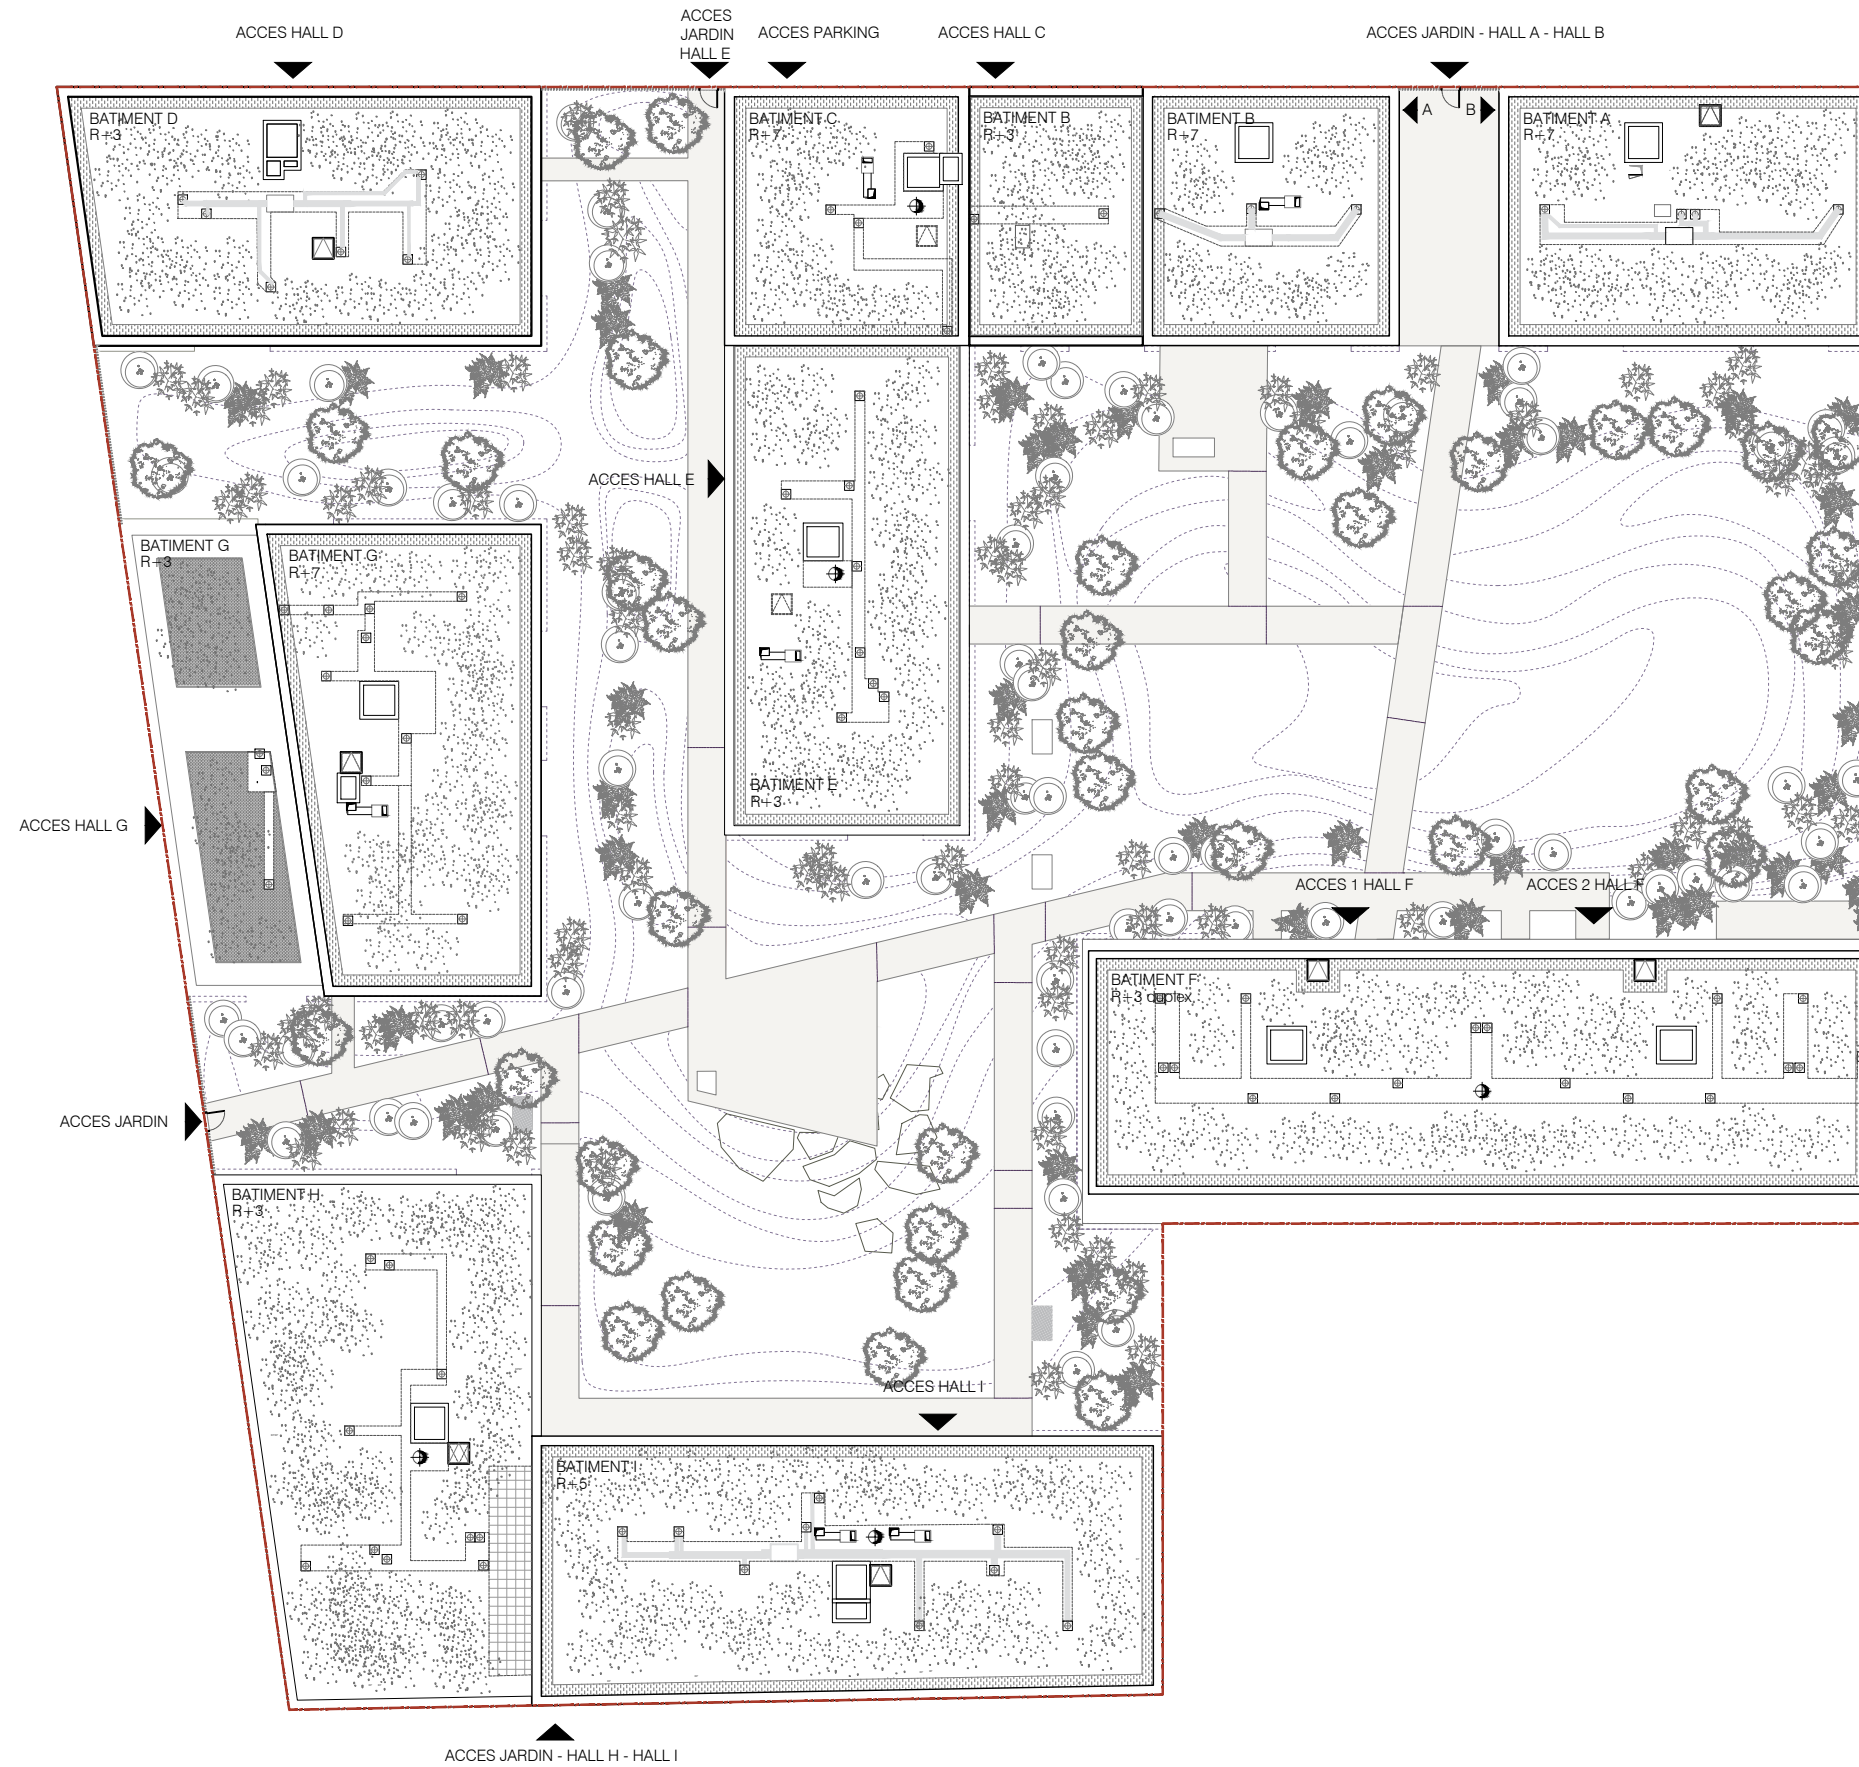 ACCES HALL D
ACCES
JARDIN
HALL E
ACCES PARKING
ACCES HALL C
ACCES JARDIN - HALL A - HALL B
BATIMENT D
R+3
BATIMENT C
R+7
BATIMENT B
R+3
BATIMENT B
R+7
A
B
BATIMENT A
R+7
ACCES HALL E
BATIMENT G
R+3
BATIMENT G
R+7
BATIMENT E
R+3
ACCES HALL G
ACCES 1 HALL F
ACCES 2 HALL F
BATIMENT F
R+3 duplex
ACCES JARDIN
BATIMENT H
R+3
ACCES HALL I
BATIMENT I
R+5
ACCES JARDIN - HALL H - HALL I